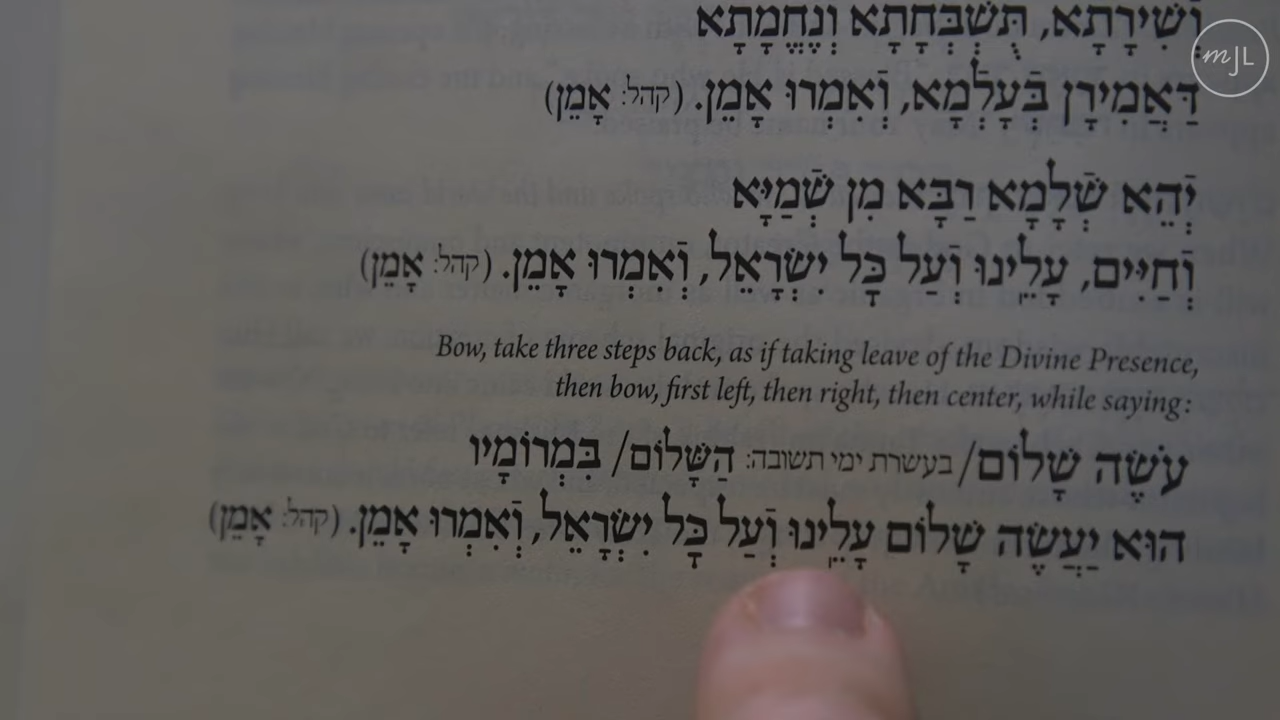 וְשִׁירָתָא, תֻּשְׁבְּחָתָא וְנֶחֱמָתָא
דַּאֲמִירָן בְּעָלְמָא, וְאִמְרוּ אָמֵן. (קהל: אָמֵן)
יְהֵא שְׁלָמָא רַבָּא מִן שְׁמַיָּא
וְחַיִּים, עָלֵינוּ וְעַל כָּל יִשְׂרָאֵל, וְאִמְרוּ אָמֵן. (קהל: אָמֵן)
Bow, take three steps back, as if taking leave of the Divine Presence,
then bow, first left, then right, then center, while saying:
עֹשֶׂה שָׁלוֹם/ בעשרת ימי תשובה: הַשָּׁלוֹם/ בִּמְרוֹמָיו
הוּא יַעֲשֶׂה שָׁלוֹם עָלֵינוּ וְעַל כָּל יִשְׂרָאֵל, וְאִמְרוּ אָמֵן. (קהל: אָמֵן)
MJL